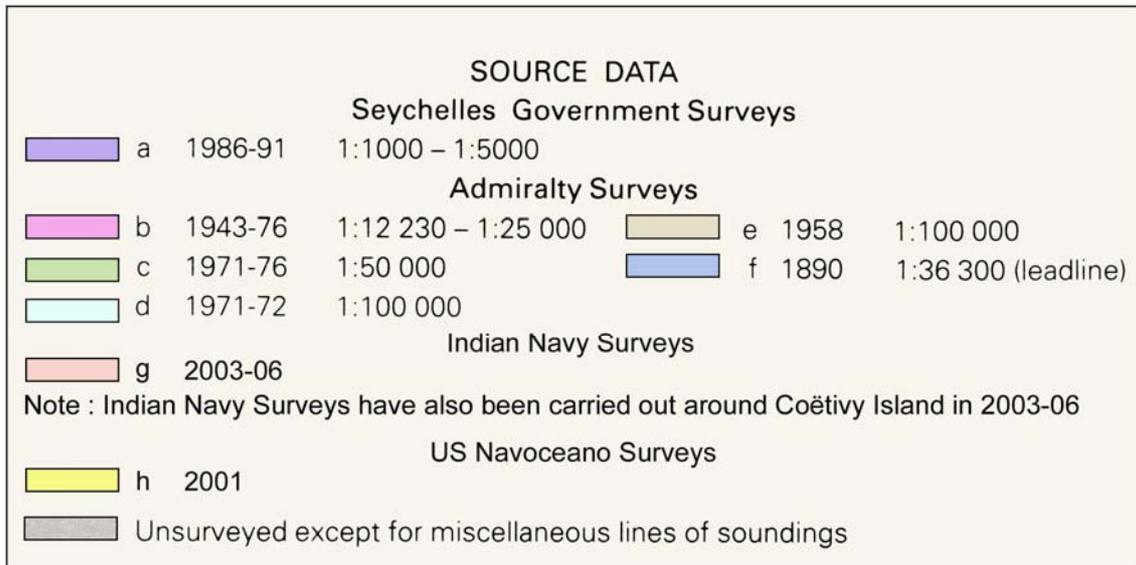 SOURCE DATA
Seychelles Government Surveys
a 1986-91 1:1000 – 1:5000
Admiralty Surveys
b 1943-76 1:12 230 – 1:25 000 e 1958 1:100 000
c 1971-76 1:50 000 f 1890 1:36 300 (leadline)
d 1971-72 1:100 000
Indian Navy Surveys
g 2003-06
Note : Indian Navy Surveys have also been carried out around Coëtivy Island in 2003-06
US Navoceano Surveys
h 2001
Unsurveyed except for miscellaneous lines of soundings